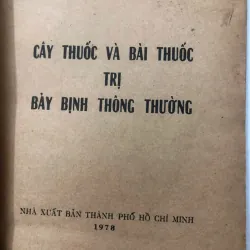 CÂY THUỐC VÀ BÀI THUỐC
TRỊ
BẢY BỊNH THÔNG THƯỜNG
NHÀ XUẤT BẢN THÀNH PHỐ HỒ CHÍ MINH
1978